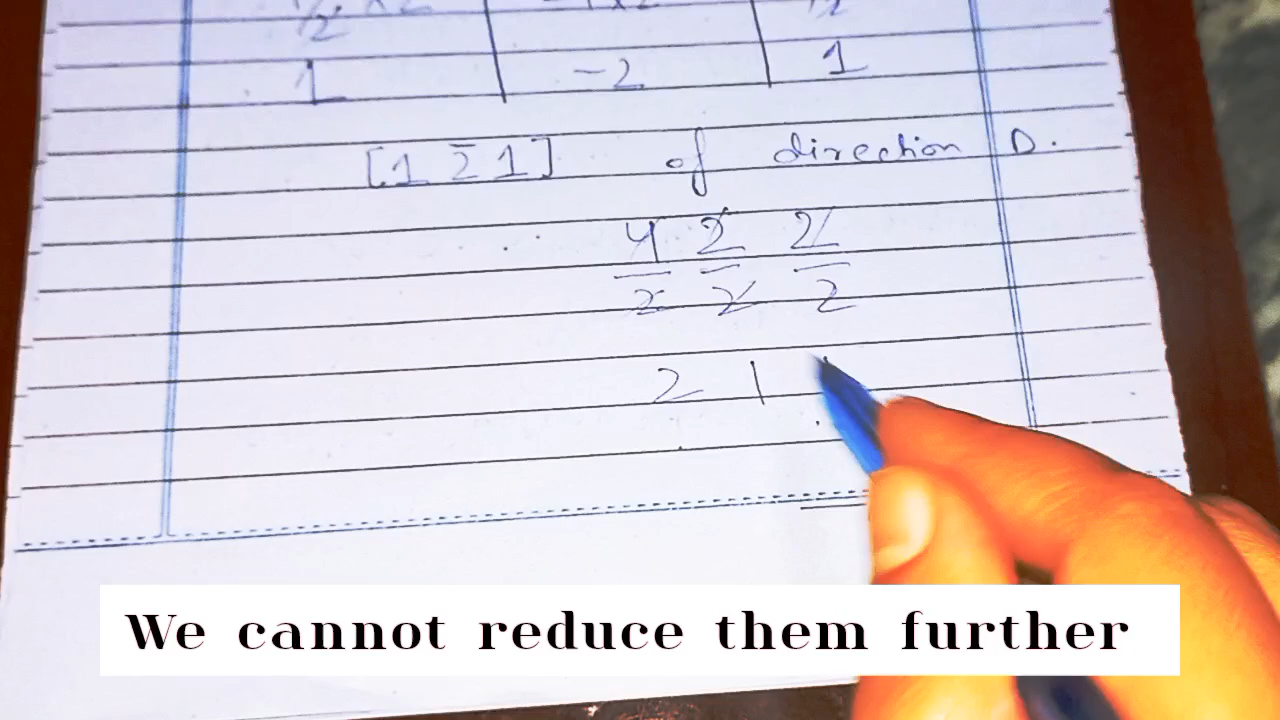 1 -2 1
[1 2̄ 1] of direction D.
4 2 2
2 2 2
2 1
We cannot reduce them further